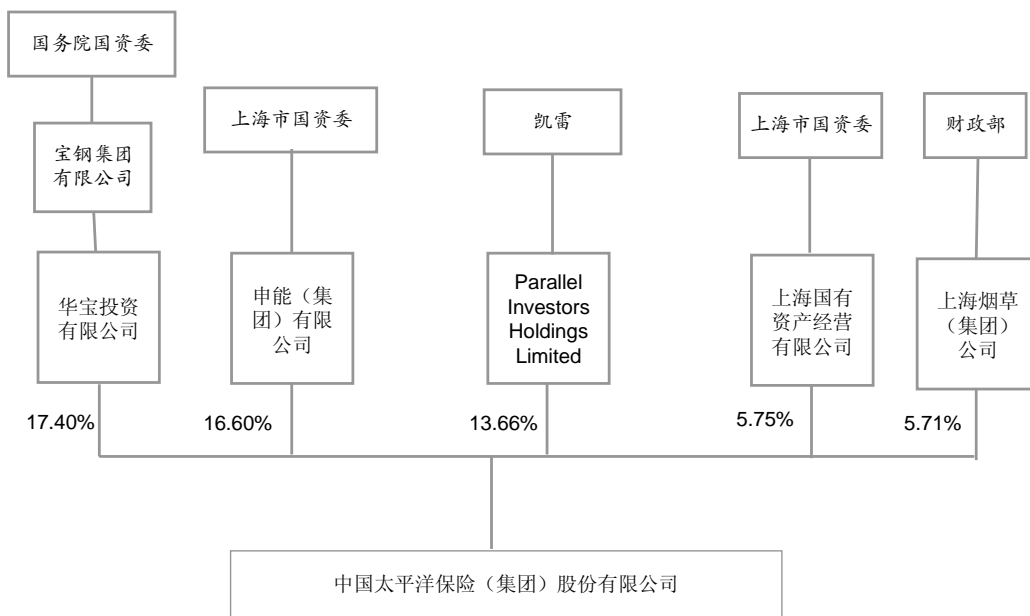 国务院国资委
上海市国资委
凯雷
上海市国资委
财政部
宝钢集团
有限公司
华宝投资
有限公司
申能（集
团）有限
公司
Parallel
Investors
Holdings
Limited
上海国有
资产经营
有限公司
上海烟草
（集团）
公司
17.40%
16.60%
13.66%
5.75%
5.71%
中国太平洋保险（集团）股份有限公司